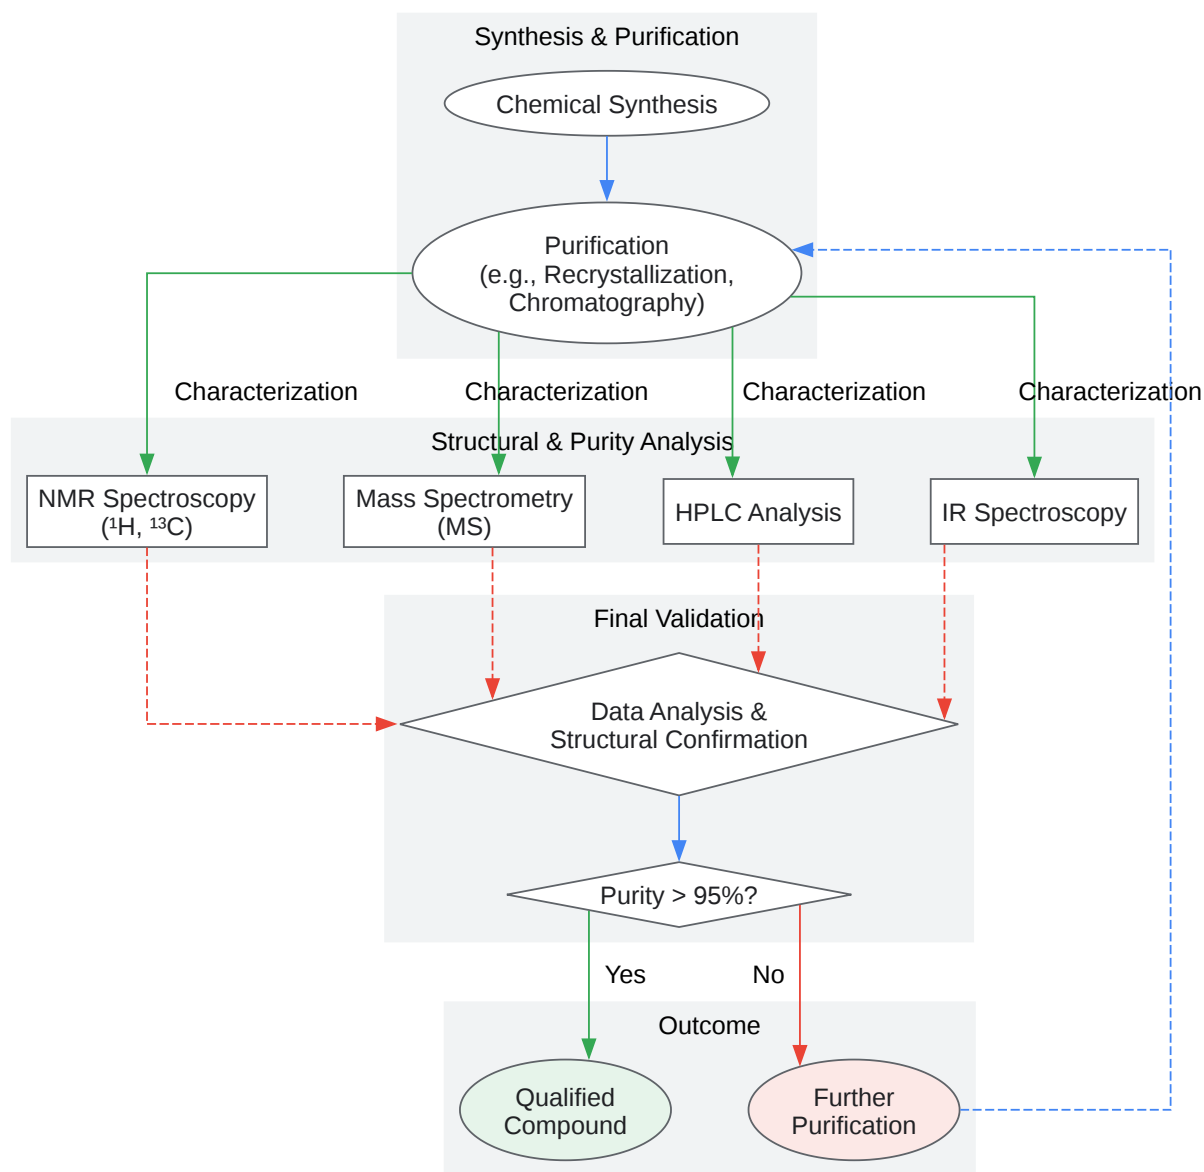 Synthesis & Purification
Chemical Synthesis
Purification
(e.g., Recrystallization,
Chromatography)
Characterization
Characterization
Characterization
Characterization
Structural & Purity Analysis
NMR Spectroscopy
(¹H, ¹³C)
Mass Spectrometry
(MS)
HPLC Analysis
IR Spectroscopy
Final Validation
Data Analysis &
Structural Confirmation
Purity > 95%?
Yes
No
Outcome
Qualified
Compound
Further
Purification